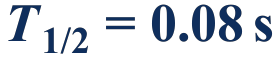 T1/2 = 0.08 s